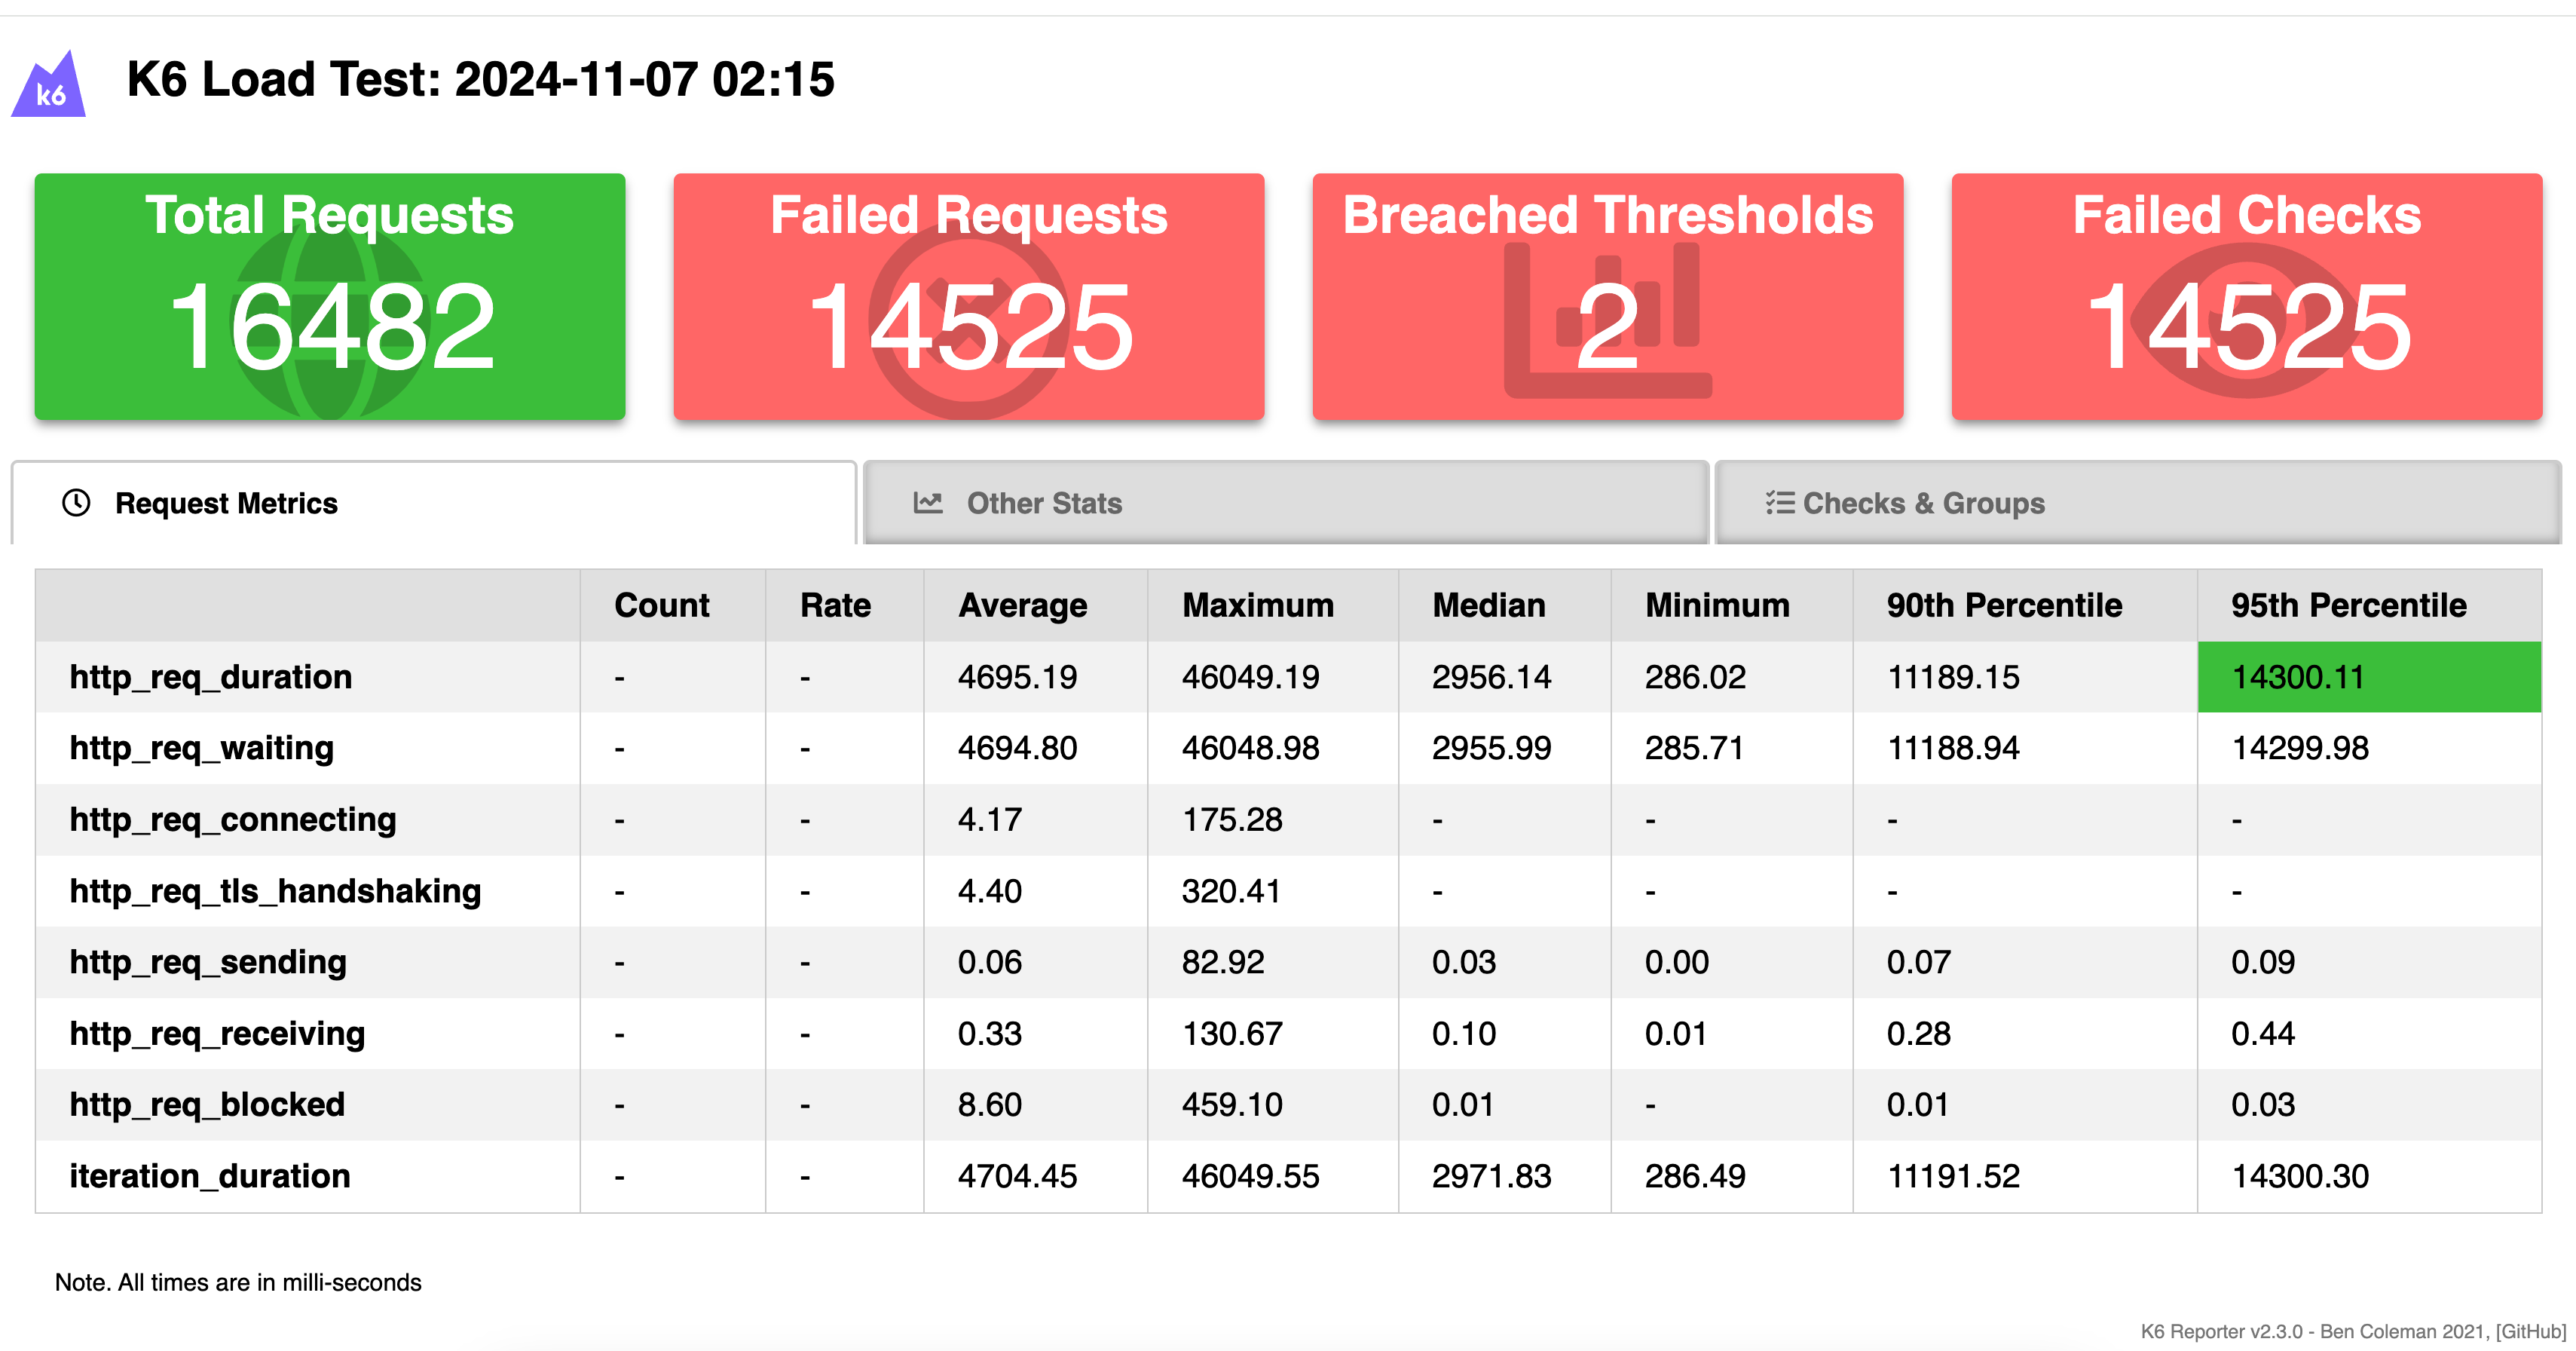 k6
K6 Load Test: 2024-11-07 02:15
Total Requests
16482
Failed Requests
14525
Breached Thresholds
2
Failed Checks
14525
Request Metrics
Other Stats
Checks & Groups
Count Rate Average Maximum Median Minimum 90th Percentile 95th Percentile
http_req_duration - - 4695.19 46049.19 2956.14 286.02 11189.15 14300.11
http_req_waiting - - 4694.80 46048.98 2955.99 285.71 11188.94 14299.98
http_req_connecting - - 4.17 175.28 - - - -
http_req_tls_handshaking - - 4.40 320.41 - - - -
http_req_sending - - 0.06 82.92 0.03 0.00 0.07 0.09
http_req_receiving - - 0.33 130.67 0.10 0.01 0.28 0.44
http_req_blocked - - 8.60 459.10 0.01 - 0.01 0.03
iteration_duration - - 4704.45 46049.55 2971.83 286.49 11191.52 14300.30
Note. All times are in milli-seconds
K6 Reporter v2.3.0 - Ben Coleman 2021, [GitHub]